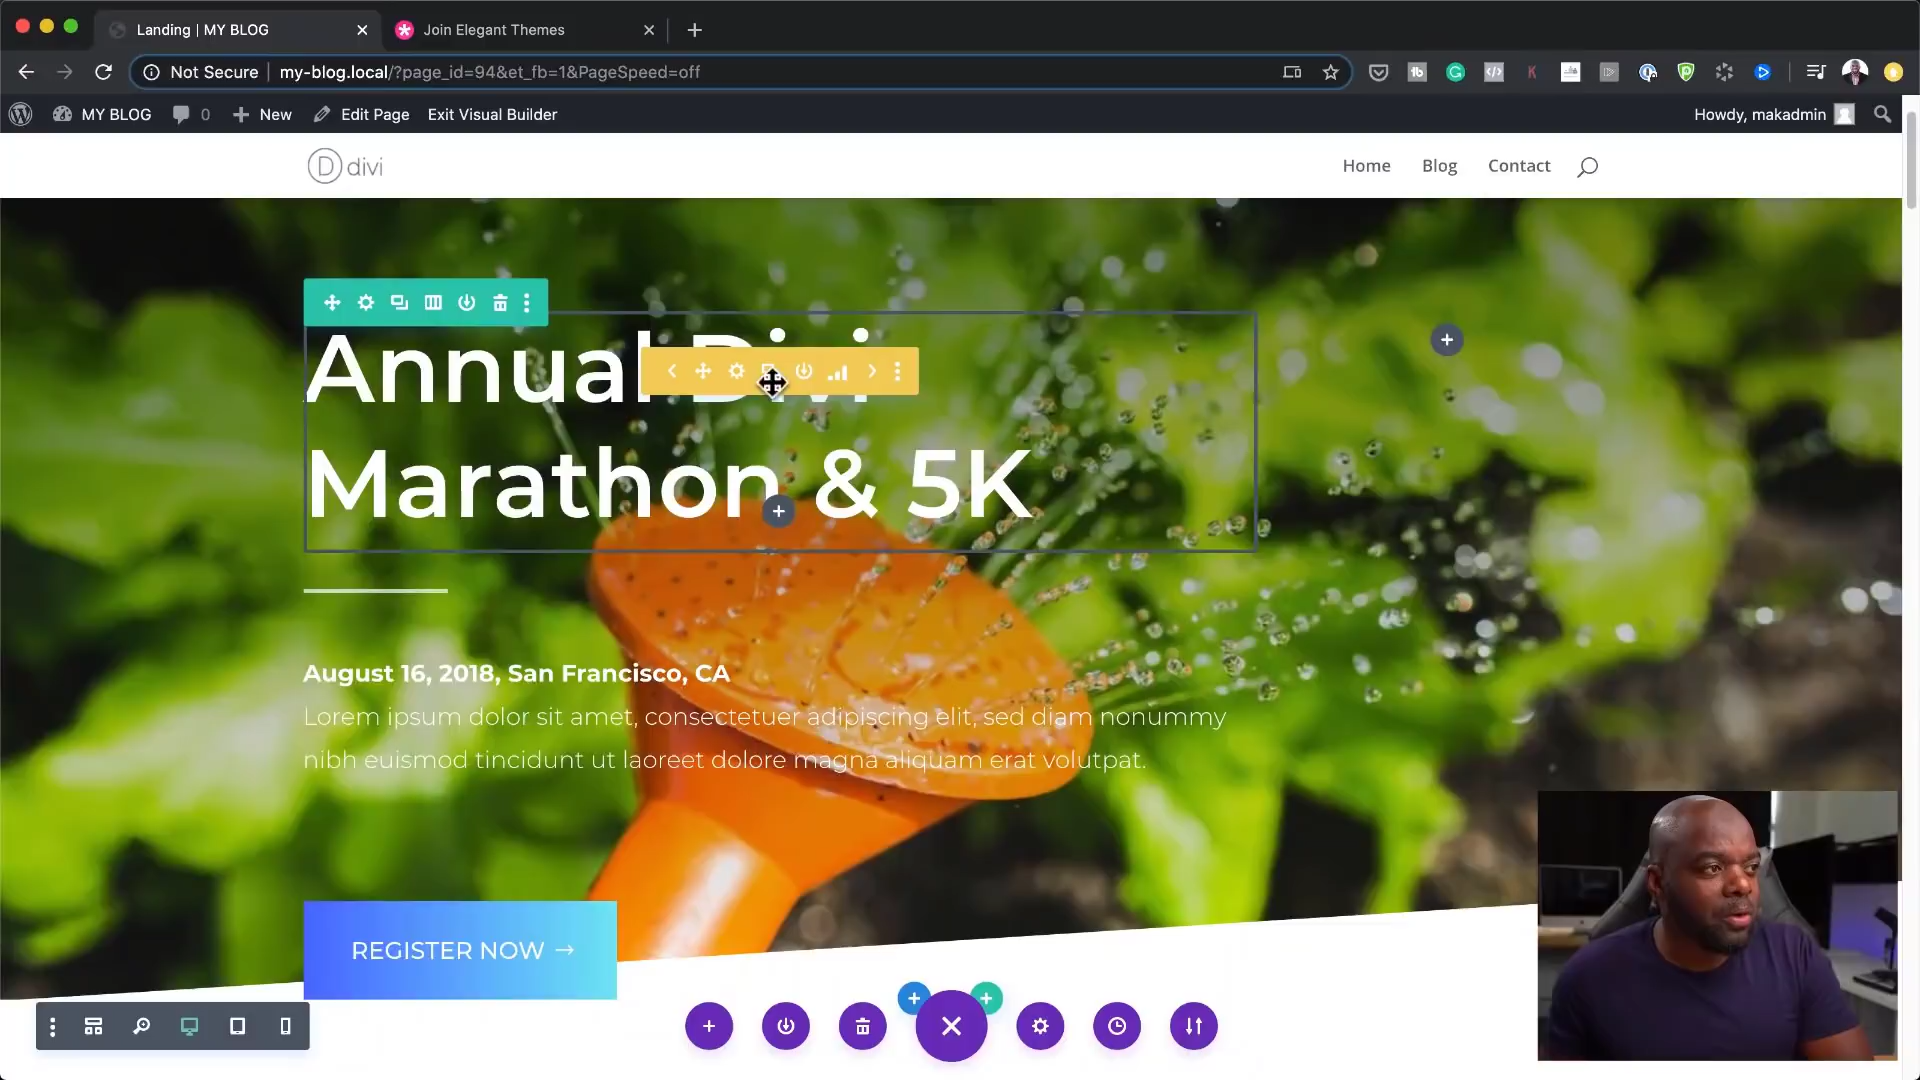 Landing | MY BLOG
Join Elegant Themes
Not Secure | my-blog.local/?page_id=94&et_fb=1&PageSpeed=off
MY BLOG 0 New Edit Page Exit Visual Builder Howdy, makadmin
D divi
Home Blog Contact
Annual Divi
Marathon & 5K
August 16, 2018, San Francisco, CA
Lorem ipsum dolor sit amet, consectetuer adipiscing elit, sed diam nonummy
nibh euismod tincidunt ut laoreet dolore magna aliquam erat volutpat.
REGISTER NOW →